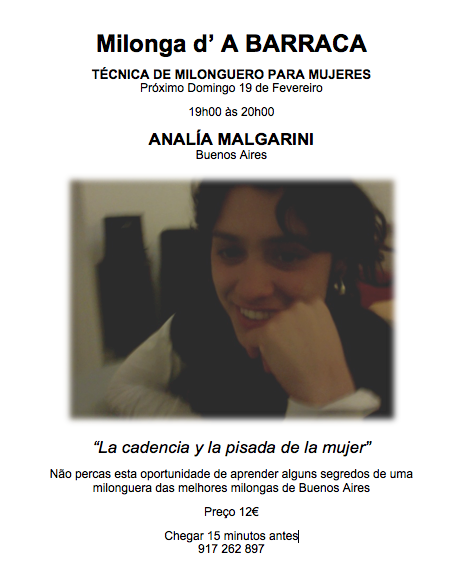 Milonga d’ A BARRACA
TÉCNICA DE MILONGUERO PARA MUJERES
Próximo Domingo 19 de Fevereiro
19h00 às 20h00
ANALÍA MALGARINI
Buenos Aires
“La cadencia y la pisada de la mujer”
Não percas esta oportunidade de aprender alguns segredos de uma
milonguera das melhores milongas de Buenos Aires
Preço 12€
Chegar 15 minutos antes
917 262 897